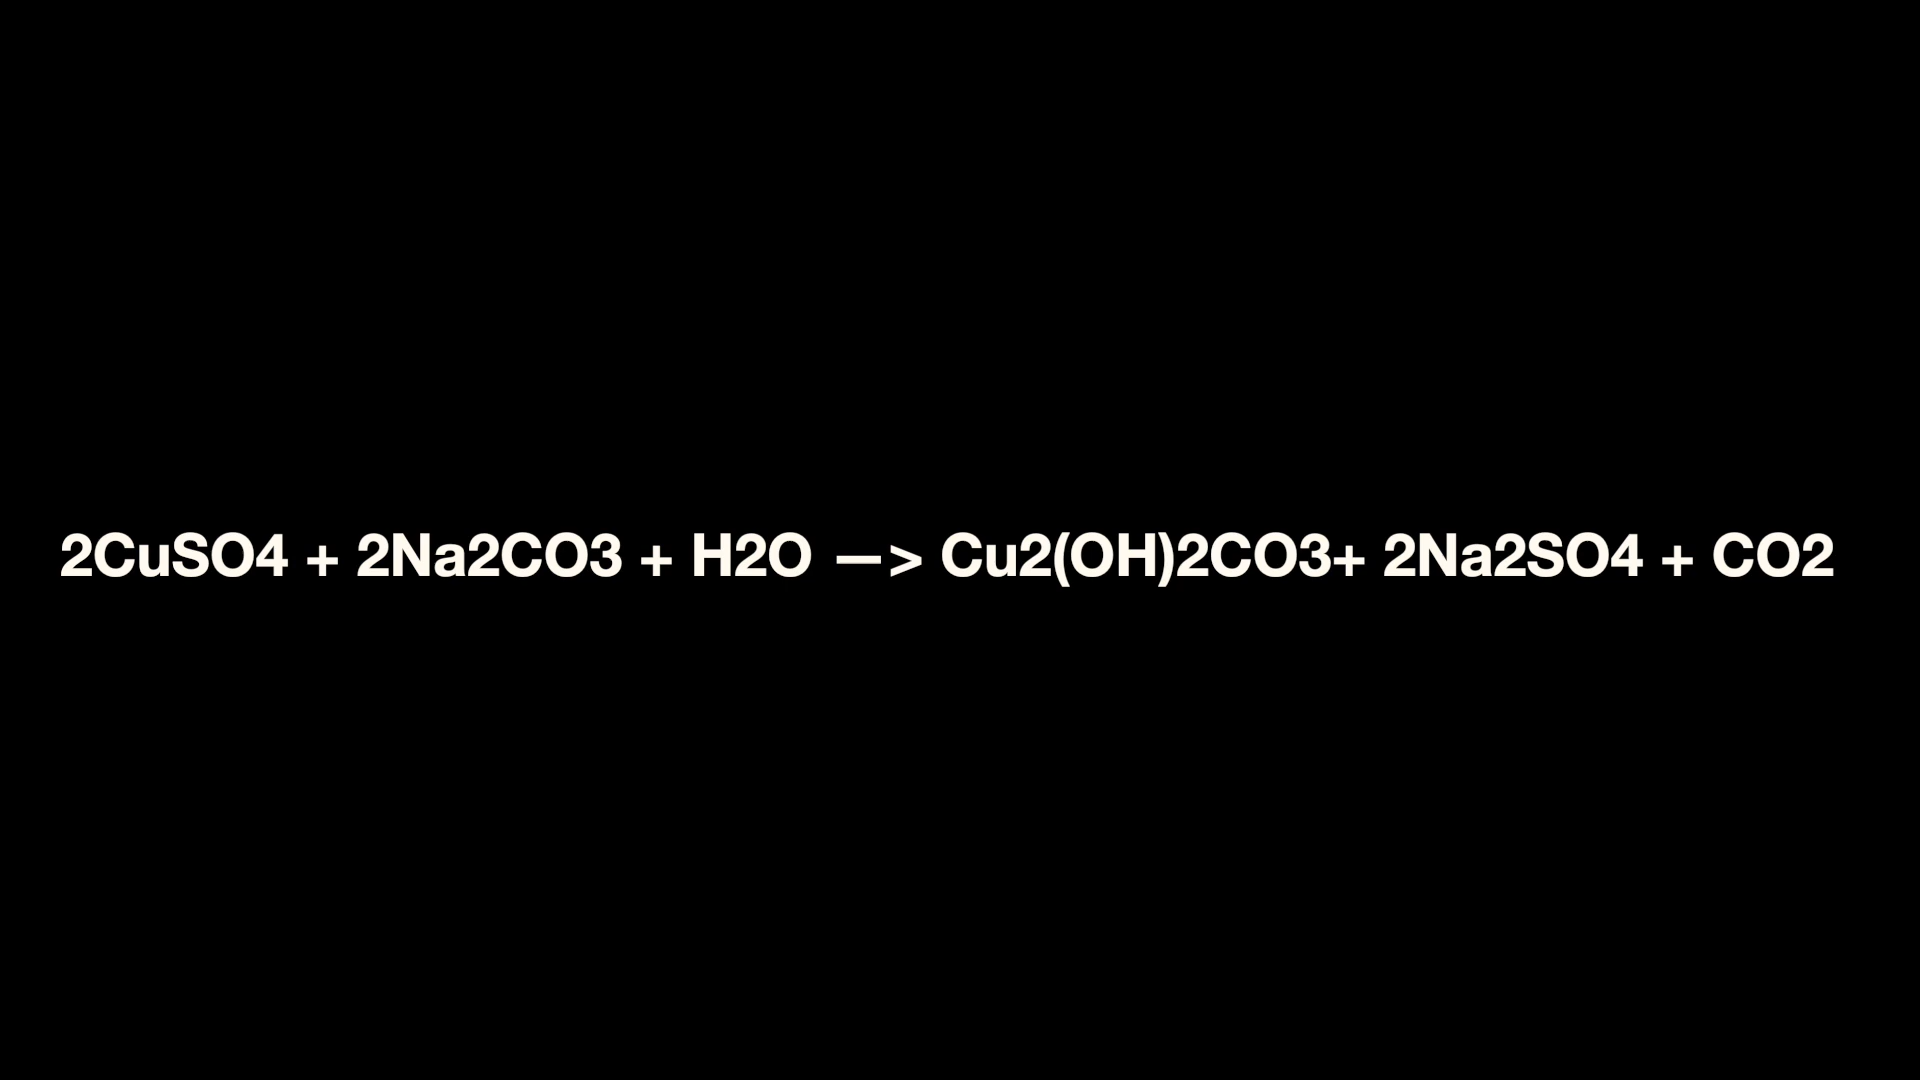 2CuSO4 + 2Na2CO3 + H2O —> Cu2(OH)2CO3+ 2Na2SO4 + CO2